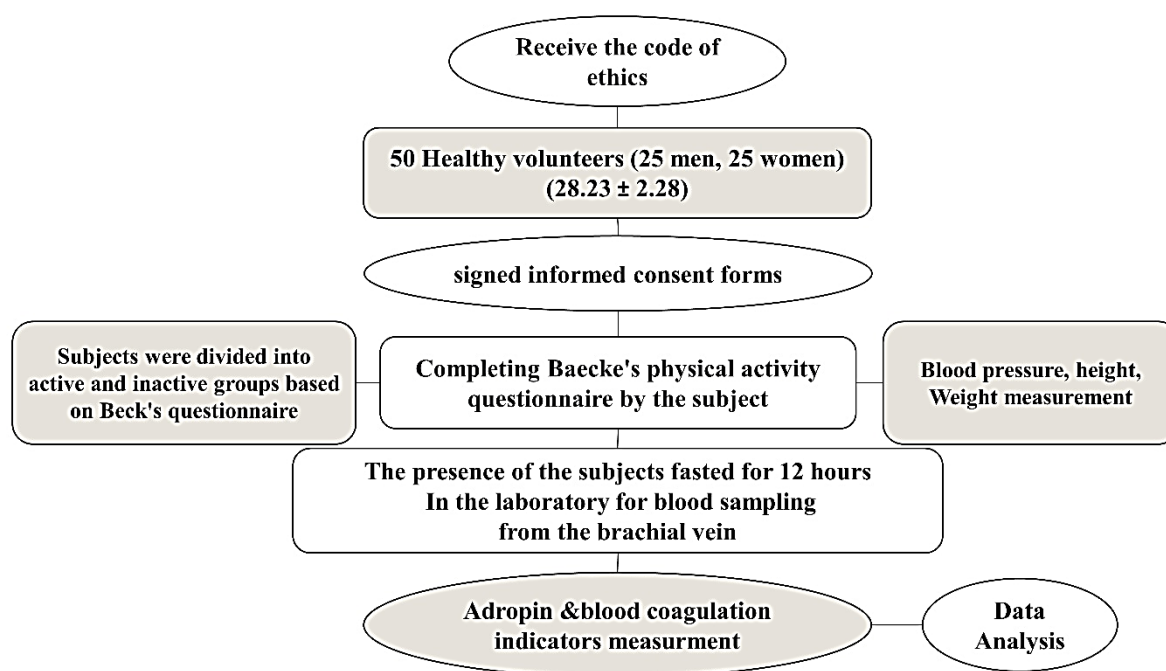 Receive the code of
ethics
50 Healthy volunteers (25 men, 25 women)
(28.23 ± 2.28)
signed informed consent forms
Subjects were divided into
active and inactive groups based
on Beck's questionnaire
Completing Baecke's physical activity
questionnaire by the subject
Blood pressure, height,
Weight measurement
The presence of the subjects fasted for 12 hours
In the laboratory for blood sampling
from the brachial vein
Adropin &blood coagulation
indicators measurment
Data
Analysis